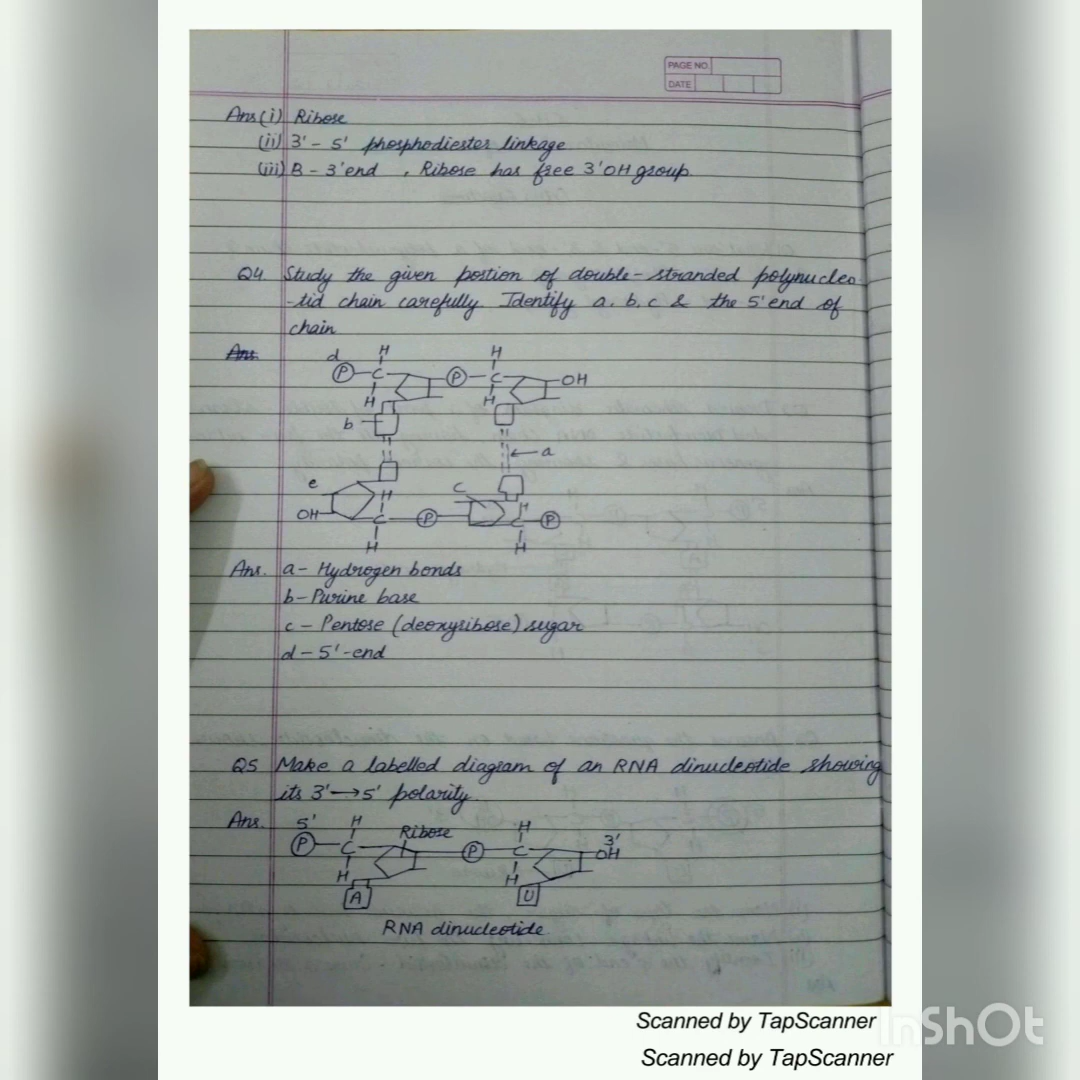 PAGE NO.
DATE
Ans (i) Ribose
(ii) 3' - 5' phosphodiester linkage
(iii) B - 3' end , Ribose has free 3' OH group
Q4. Study the given portion of double-stranded polynucleo
-tid chain carefully. Identify a, b, c & the 5' end of
chain
Ans.
d H H
P C P C OH
H H
b
a
e H c H
OH C P C P
H H
Ans. a - Hydrogen bonds
b - Purine base
c - Pentose (deoxyribose) sugar
d - 5'-end
Q5 Make a labelled diagram of an RNA dinucleotide showing
its 3' → 5' polarity.
Ans. 5' H Ribose H 3'
P C P C OH
H H
A U
RNA dinucleotide
Scanned by TapScanner
InShOt
Scanned by TapScanner